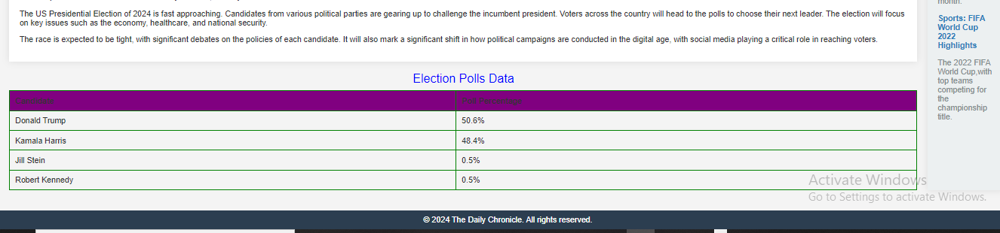 The US Presidential Election of 2024 is fast approaching. Candidates from various political parties are gearing up to challenge the incumbent president. Voters across the country will head to the polls to choose their next leader. The election will focus
on key issues such as the economy, healthcare, and national security.
The race is expected to be tight, with significant debates on the policies of each candidate. It will also mark a significant shift in how political campaigns are conducted in the digital age, with social media playing a critical role in reaching voters.
Election Polls Data
Candidate Poll Percentage
Donald Trump 50.6%
Kamala Harris 48.4%
Jill Stein 0.5%
Robert Kennedy 0.5%
month.
Sports: FIFA
World Cup
2022
Highlights
The 2022 FIFA
World Cup,with
top teams
competing for
the
championship
title.
Activate Windows
Go to Settings to activate Windows.
© 2024 The Daily Chronicle. All rights reserved.